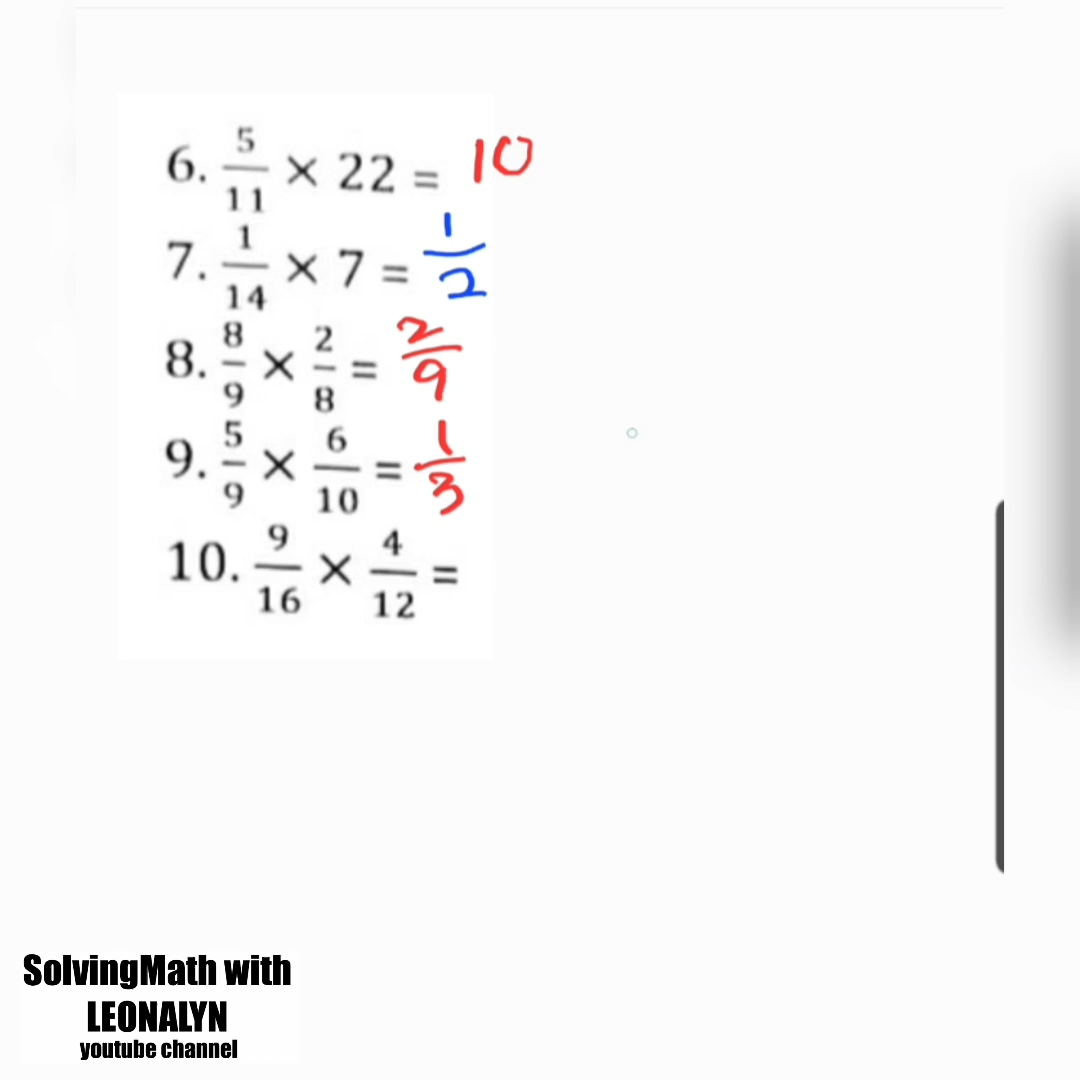 6. 5/11 × 22 = 10
7. 1/14 × 7 = 1/2
8. 8/9 × 2/8 = 2/9
9. 5/9 × 6/10 = 1/3
10. 9/16 × 4/12 =
SolvingMath with
LEONALYN
youtube channel